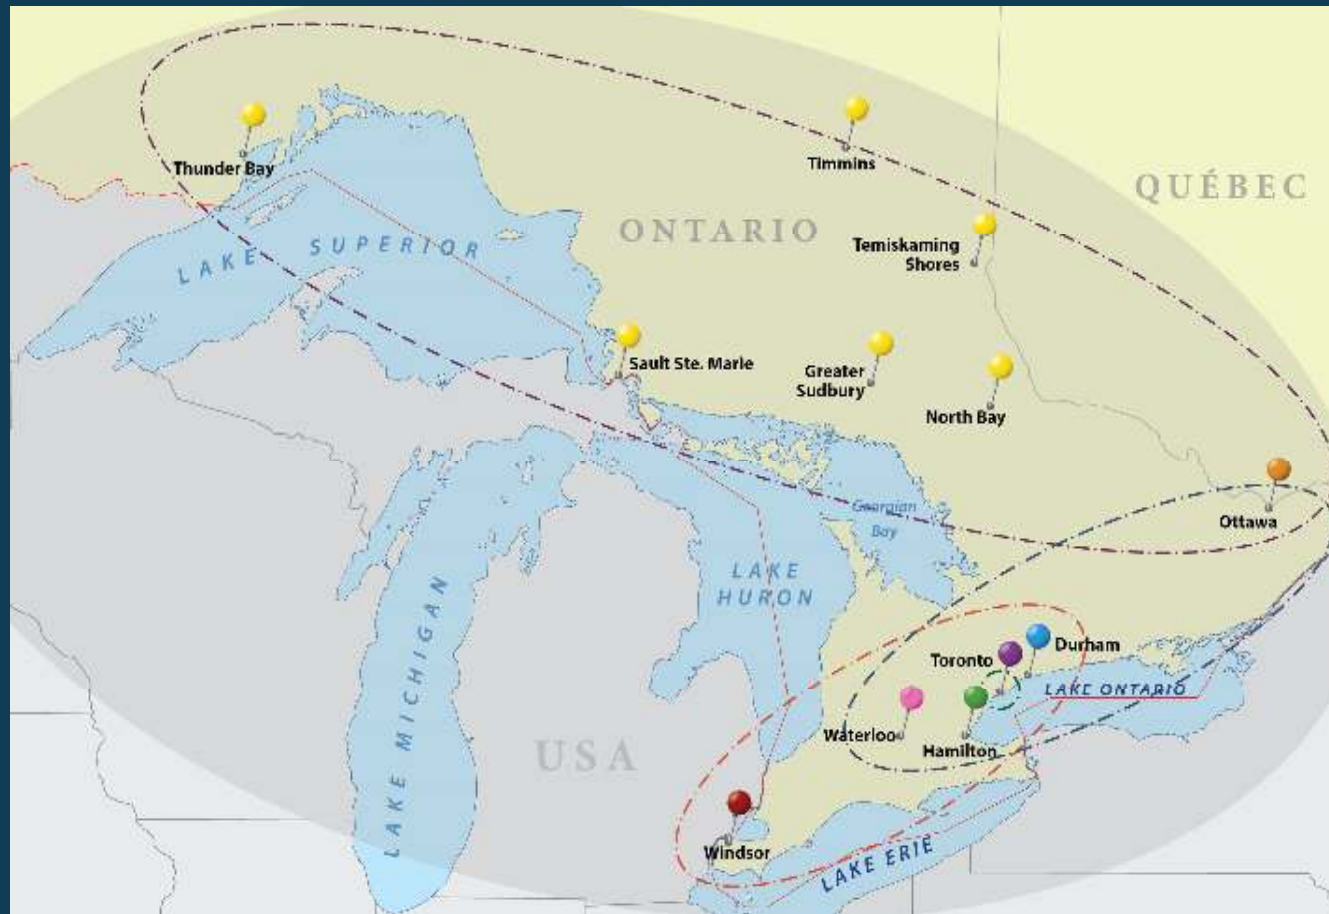 Thunder Bay
Timmins
QUÉBEC
ONTARIO
LAKE SUPERIOR
Temiskaming
Shores
Sault Ste. Marie
Greater
Sudbury
North Bay
Georgian
Bay
Ottawa
LAKE
HURON
LAKE MICHIGAN
Toronto
Durham
LAKE ONTARIO
Waterloo
Hamilton
USA
Windsor
LAKE ERIE